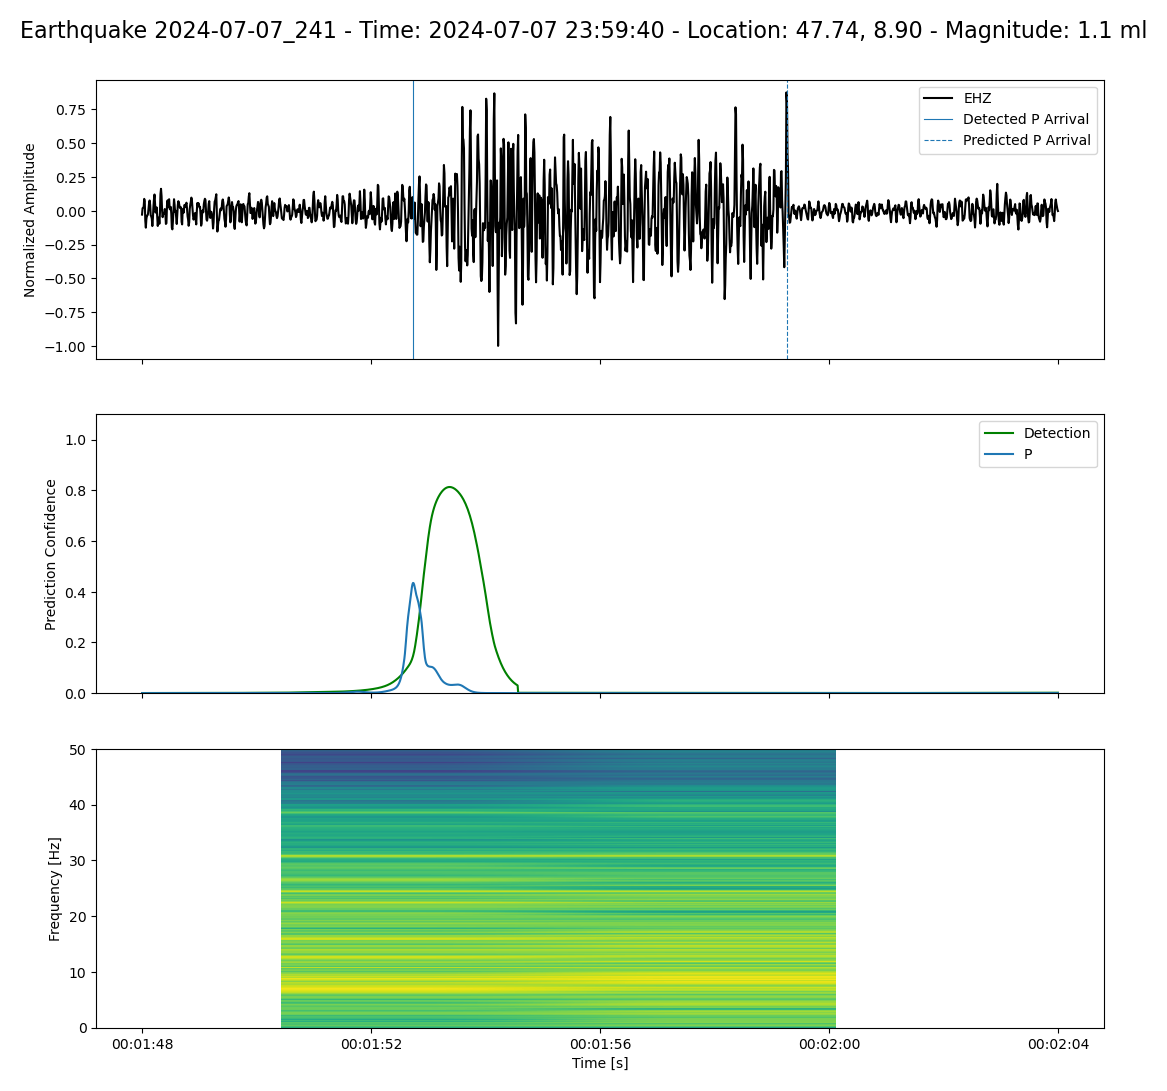 Earthquake 2024-07-07_241 - Time: 2024-07-07 23:59:40 - Location: 47.74, 8.90 - Magnitude: 1.1 ml
EHZ
Detected P Arrival
Predicted P Arrival
Normalized Amplitude
0.75
0.50
0.25
0.00
−0.25
−0.50
−0.75
−1.00
Detection
P
Prediction Confidence
1.0
0.8
0.6
0.4
0.2
0.0
Frequency [Hz]
50
40
30
20
10
0
00:01:48 00:01:52 00:01:56 00:02:00 00:02:04
Time [s]